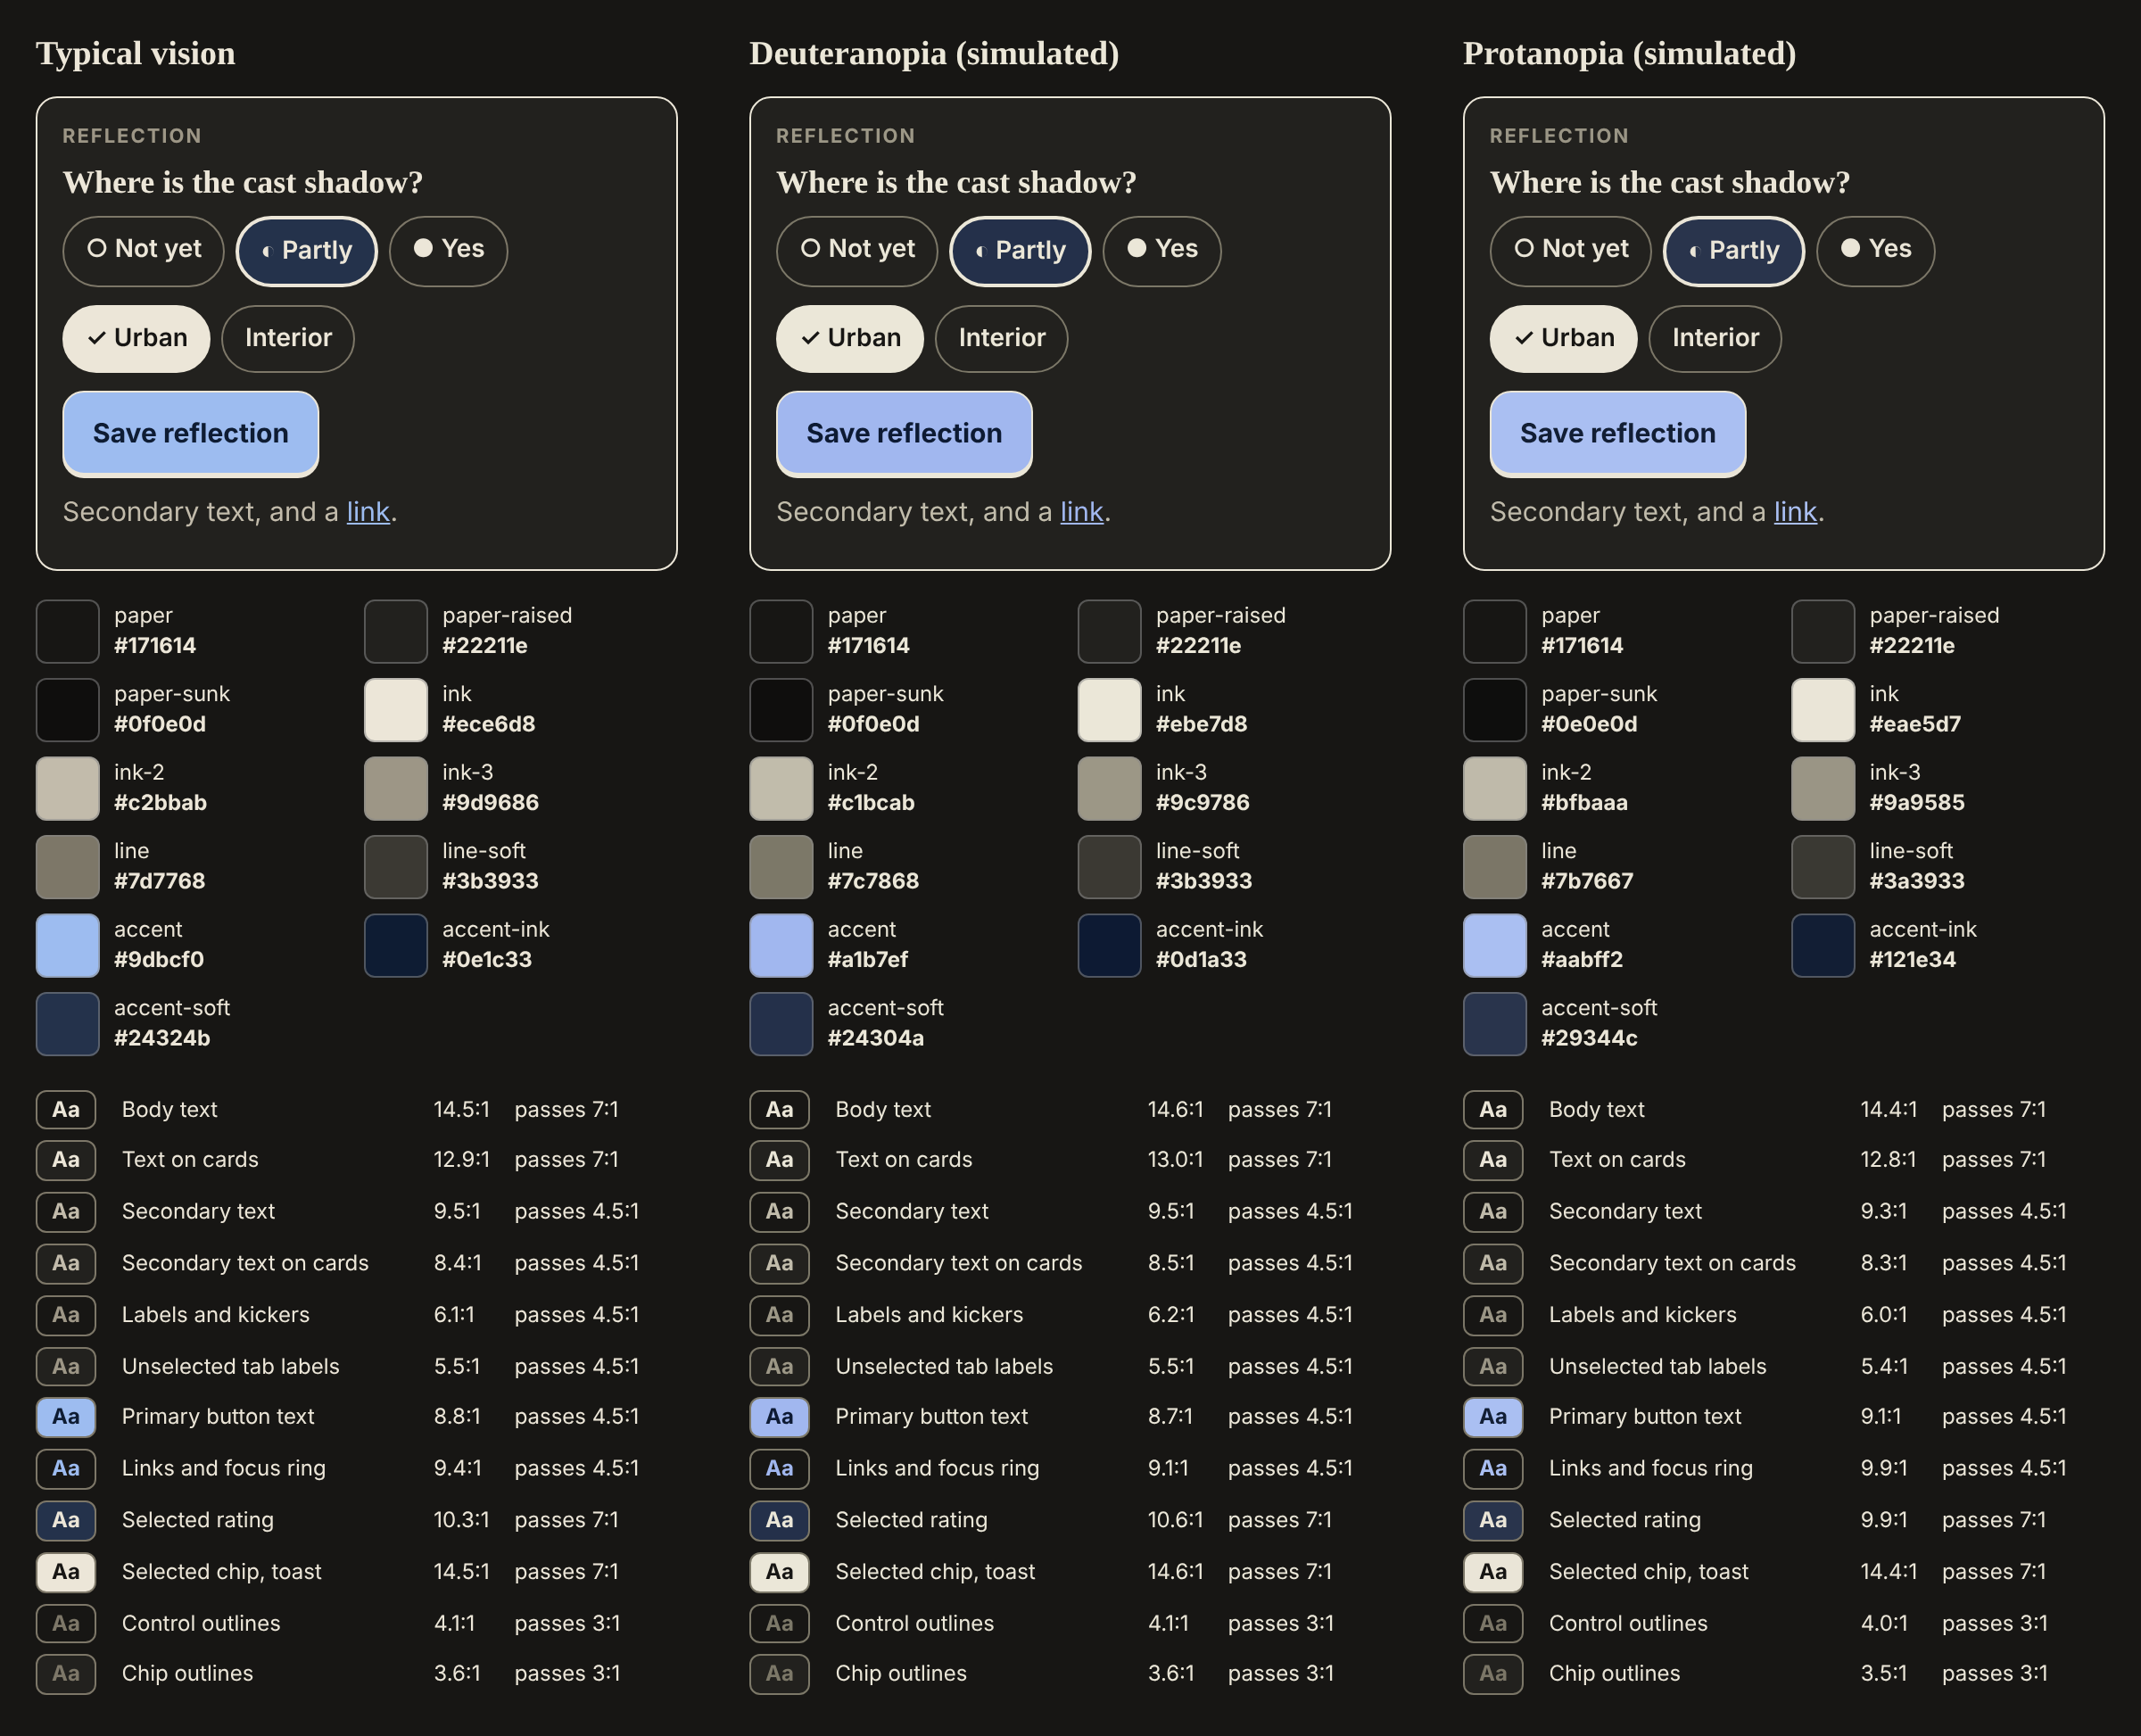 Typical vision
REFLECTION
Where is the cast shadow?
Not yet
Partly
Yes
✓ Urban
Interior
Save reflection
Secondary text, and a link.
paper
#171614
paper-raised
#22211e
paper-sunk
#0f0e0d
ink
#ece6d8
ink-2
#c2bbab
ink-3
#9d9686
line
#7d7768
line-soft
#3b3933
accent
#9dbcf0
accent-ink
#0e1c33
accent-soft
#24324b
Aa Body text 14.5:1 passes 7:1
Aa Text on cards 12.9:1 passes 7:1
Aa Secondary text 9.5:1 passes 4.5:1
Aa Secondary text on cards 8.4:1 passes 4.5:1
Aa Labels and kickers 6.1:1 passes 4.5:1
Aa Unselected tab labels 5.5:1 passes 4.5:1
Aa Primary button text 8.8:1 passes 4.5:1
Aa Links and focus ring 9.4:1 passes 4.5:1
Aa Selected rating 10.3:1 passes 7:1
Aa Selected chip, toast 14.5:1 passes 7:1
Aa Control outlines 4.1:1 passes 3:1
Aa Chip outlines 3.6:1 passes 3:1
Deuteranopia (simulated)
REFLECTION
Where is the cast shadow?
Not yet
Partly
Yes
✓ Urban
Interior
Save reflection
Secondary text, and a link.
paper
#171614
paper-raised
#22211e
paper-sunk
#0f0e0d
ink
#ebe7d8
ink-2
#c1bcab
ink-3
#9c9786
line
#7c7868
line-soft
#3b3933
accent
#a1b7ef
accent-ink
#0d1a33
accent-soft
#24304a
Aa Body text 14.6:1 passes 7:1
Aa Text on cards 13.0:1 passes 7:1
Aa Secondary text 9.5:1 passes 4.5:1
Aa Secondary text on cards 8.5:1 passes 4.5:1
Aa Labels and kickers 6.2:1 passes 4.5:1
Aa Unselected tab labels 5.5:1 passes 4.5:1
Aa Primary button text 8.7:1 passes 4.5:1
Aa Links and focus ring 9.1:1 passes 4.5:1
Aa Selected rating 10.6:1 passes 7:1
Aa Selected chip, toast 14.6:1 passes 7:1
Aa Control outlines 4.1:1 passes 3:1
Aa Chip outlines 3.6:1 passes 3:1
Protanopia (simulated)
REFLECTION
Where is the cast shadow?
Not yet
Partly
Yes
✓ Urban
Interior
Save reflection
Secondary text, and a link.
paper
#171614
paper-raised
#22211e
paper-sunk
#0e0e0d
ink
#eae5d7
ink-2
#bfbaaa
ink-3
#9a9585
line
#7b7667
line-soft
#3a3933
accent
#aabff2
accent-ink
#121e34
accent-soft
#29344c
Aa Body text 14.4:1 passes 7:1
Aa Text on cards 12.8:1 passes 7:1
Aa Secondary text 9.3:1 passes 4.5:1
Aa Secondary text on cards 8.3:1 passes 4.5:1
Aa Labels and kickers 6.0:1 passes 4.5:1
Aa Unselected tab labels 5.4:1 passes 4.5:1
Aa Primary button text 9.1:1 passes 4.5:1
Aa Links and focus ring 9.9:1 passes 4.5:1
Aa Selected rating 9.9:1 passes 7:1
Aa Selected chip, toast 14.4:1 passes 7:1
Aa Control outlines 4.0:1 passes 3:1
Aa Chip outlines 3.5:1 passes 3:1